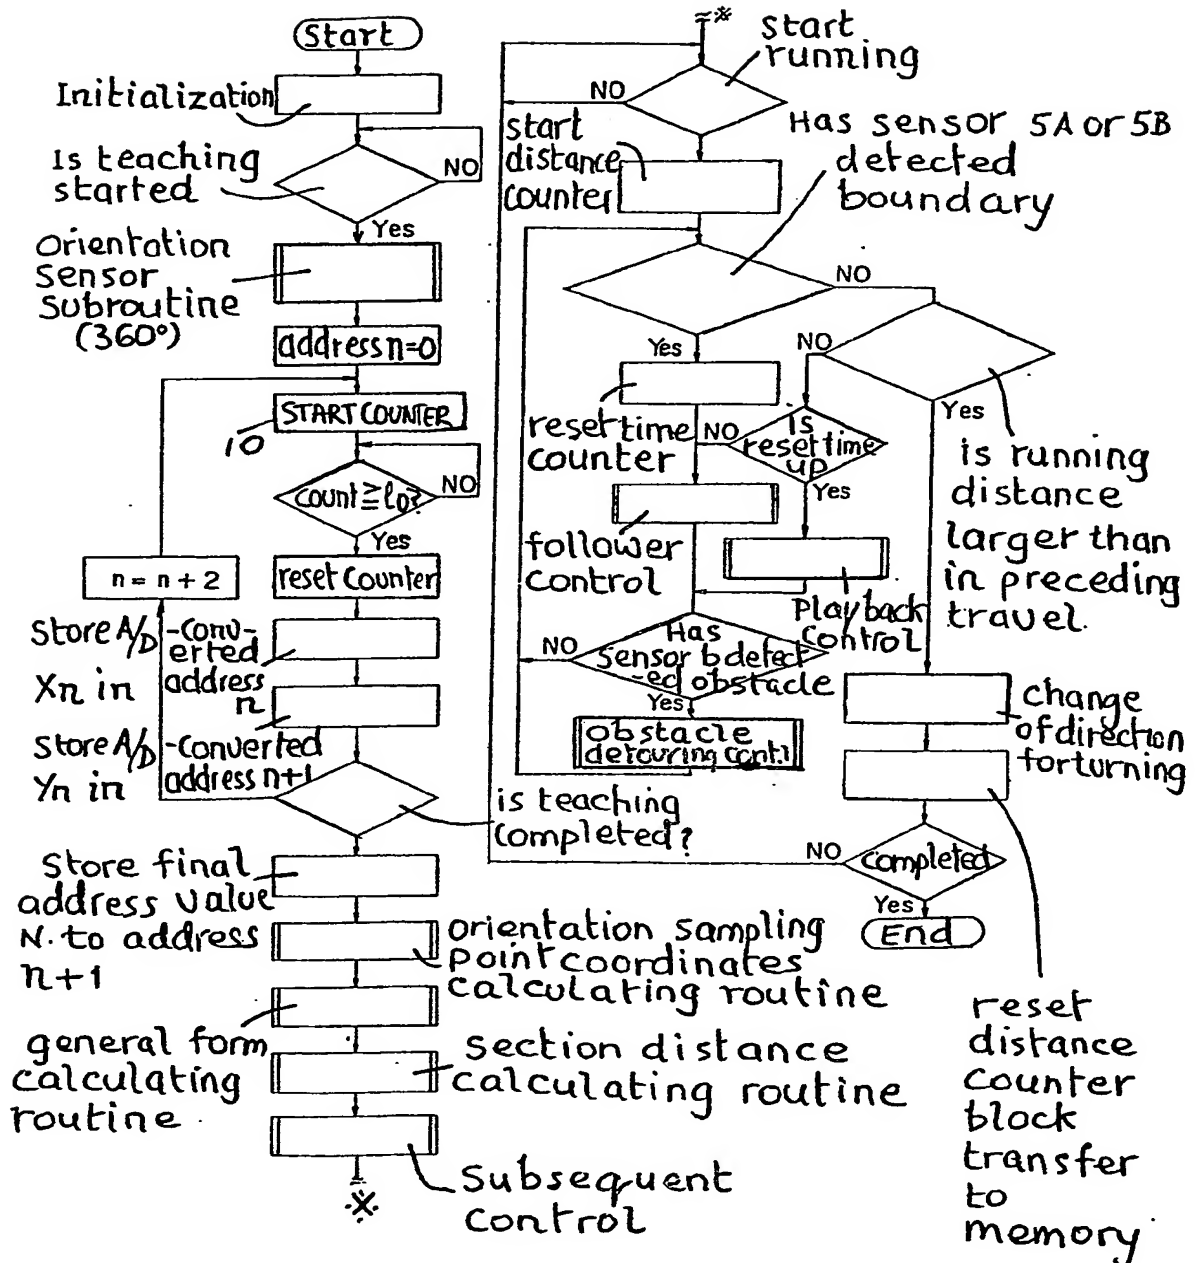 Start
Initialization
Is teaching
started
NO
Yes
Orientation
Sensor
Subroutine
(360°)
address n=0
START COUNTER
10
count≧lo?
NO
Yes
reset Counter
n = n + 2
Store A/D -conv-
erted
Xn in address
n
Store A/D -Converted
Yn in address n+1
is teaching
completed?
Store final
address value
N. to address
n+1
orientation sampling
point coordinates
calculating routine
general form
calculating
routine
section distance
calculating routine
Subsequent
control
※
=※
start
running
NO
start
distance
counter
Has sensor 5A or 5B
detected
boundary
NO
Yes
reset time
counter
NO
Is
reset time
up
NO
Yes
Yes
is running
distance
larger than
in preceding
travel.
follower
control
Play back
control
NO
Has
Sensor b detect
-ed obstacle
Yes
obstacle
detouring cont'l
change
of direction
for turning
NO
completed
Yes
End
reset
distance
counter
block
transfer
to
memory